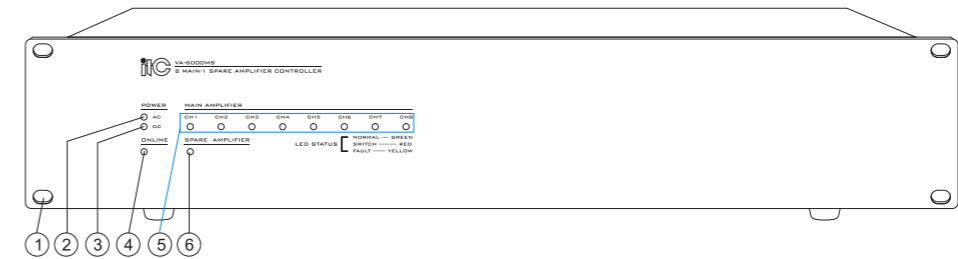 itc VA-6000MS
8 MAIN/1 SPARE AMPLIFIER CONTROLLER
POWER MAIN AMPLIFIER
AC CH1 CH2 CH3 CH4 CH5 CH6 CH7 CH8
DC
ONLINE SPARE AMPLIFIER
LED STATUS
NORMAL --- GREEN
SWITCH -------- RED
FAULT ----- YELLOW
1 2 3 4 5 6